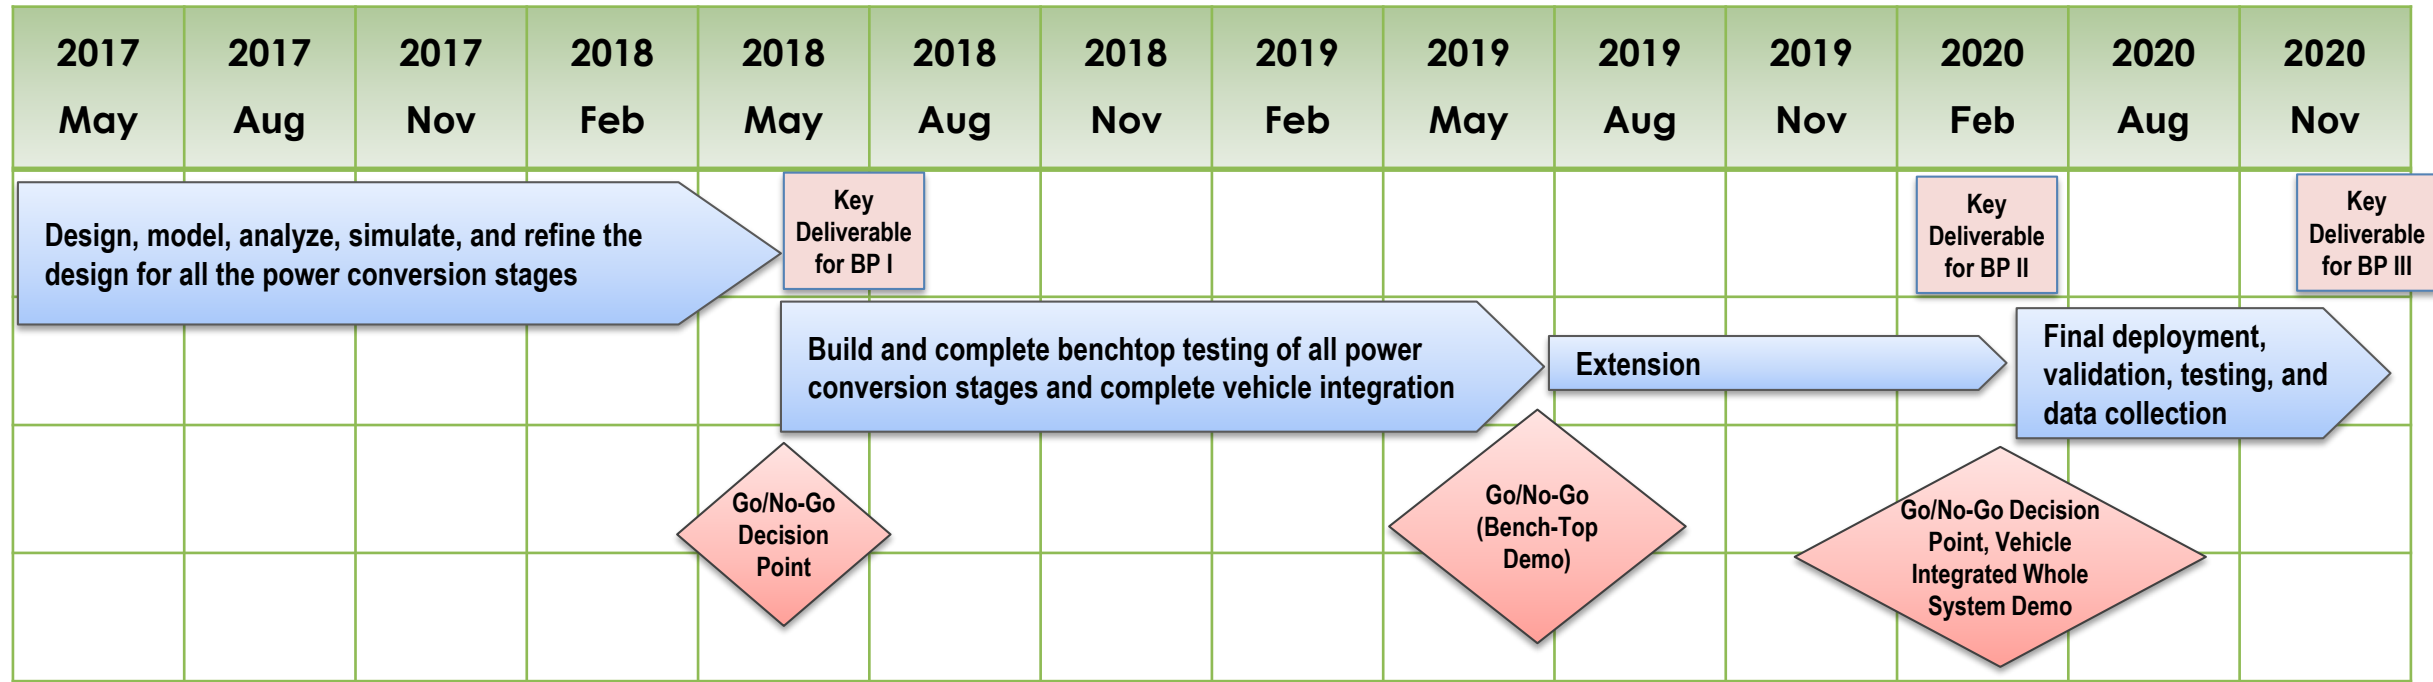 2017 2017 2017 2018 2018 2018 2018 2019 2019 2019 2019 2020 2020 2020
May Aug Nov Feb May Aug Nov Feb May Aug Nov Feb Aug Nov
Design, model, analyze, simulate, and refine the
design for all the power conversion stages
Key
Deliverable
for BP I
Key
Deliverable
for BP II
Key
Deliverable
for BP III
Build and complete benchtop testing of all power
conversion stages and complete vehicle integration
Extension
Final deployment,
validation, testing, and
data collection
Go/No-Go
Decision
Point
Go/No-Go
(Bench-Top
Demo)
Go/No-Go Decision
Point, Vehicle
Integrated Whole
System Demo